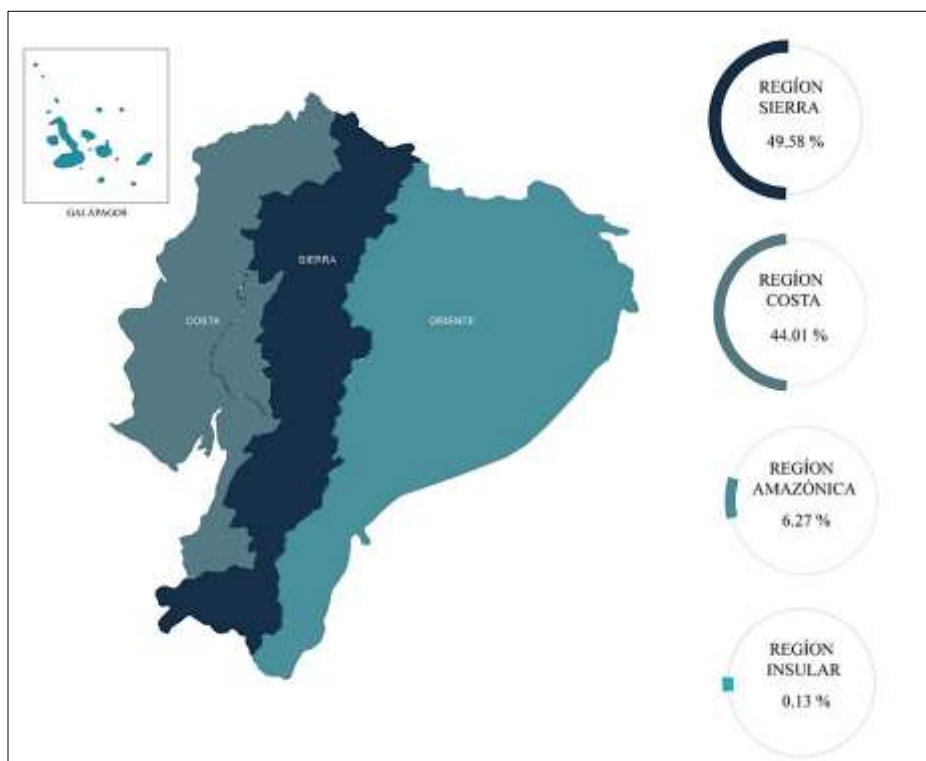 GALÁPAGOS
SIERRA
COSTA
ORIENTE
REGÍON
SIERRA
49.58 %
REGÍON
COSTA
44.01 %
REGÍON
AMAZÓNICA
6.27 %
REGÍON
INSULAR
0.13 %